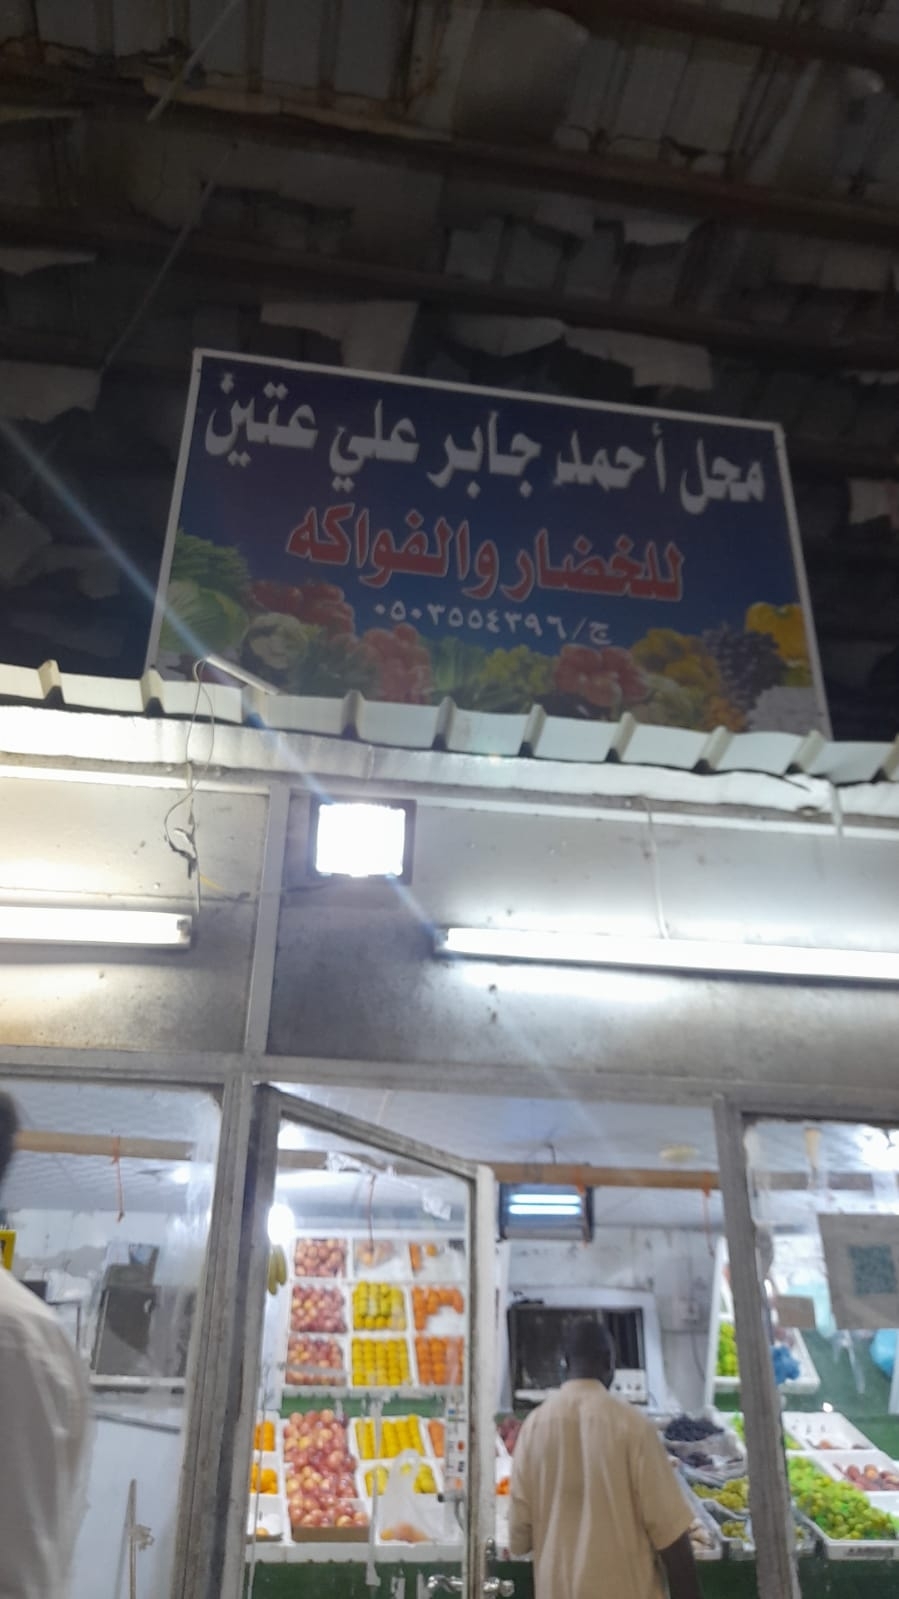 محل أحمد جابر علي عتين
للخضار والفواكه
ج/٠٥٠٣٥٥٤٣٩٦